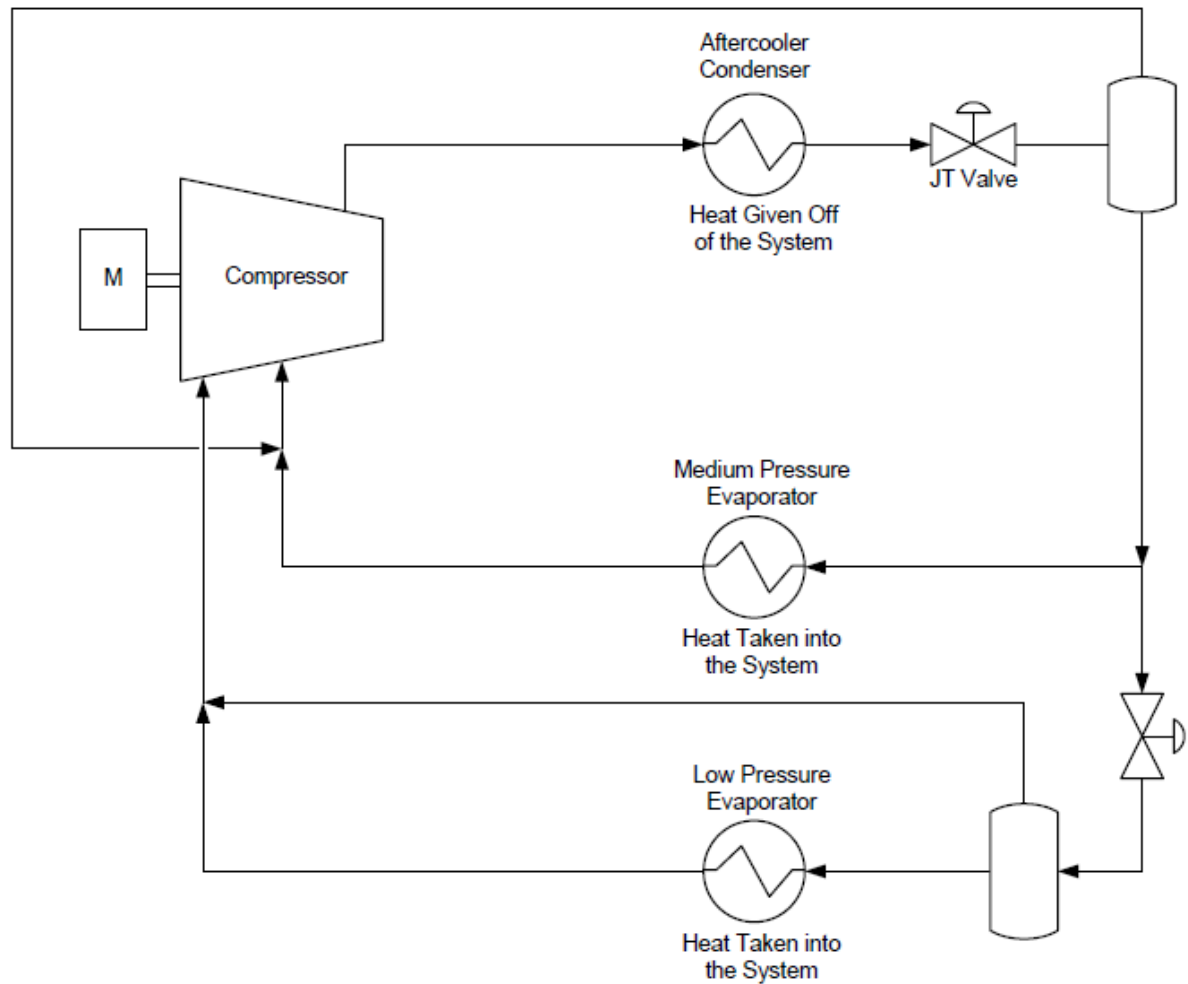 Aftercooler
Condenser
JT Valve
Heat Given Off
of the System
M
Compressor
Medium Pressure
Evaporator
Heat Taken into
the System
Low Pressure
Evaporator
Heat Taken into
the System